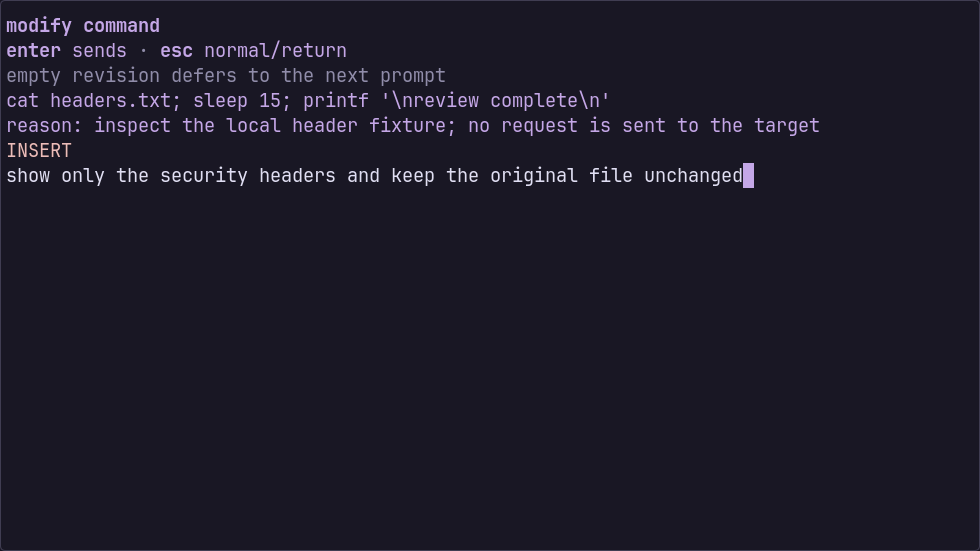 modify command
enter sends · esc normal/return
empty revision defers to the next prompt
cat headers.txt; sleep 15; printf '\nreview complete\n'
reason: inspect the local header fixture; no request is sent to the target
INSERT
show only the security headers and keep the original file unchanged